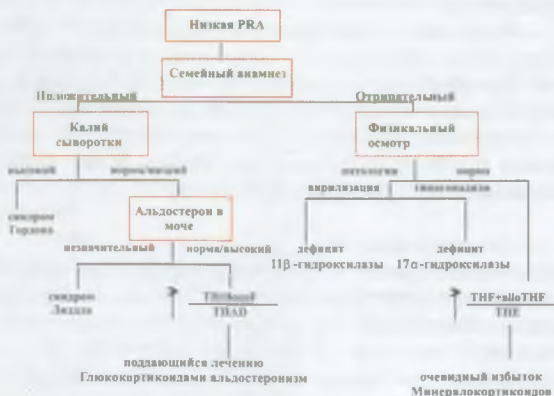 Низкая PRA
Семейный анамнез
Положительный
Отрицательный
Калий
сыворотки
Физикальный
осмотр
высокий
норма/низкий
патология
норма
вирилизация
гипогонадизм
синдром
Гордона
Альдостерон в
моче
незначительный
норма/высокий
дефицит
11β-гидроксилазы
дефицит
17α-гидроксилазы
синдром
Лиддла
THAD
THF+alloTHF
THE
поддающийся лечению
Глюкокортикоидами альдостеронизм
очевидный избыток
Минералокортикоидов